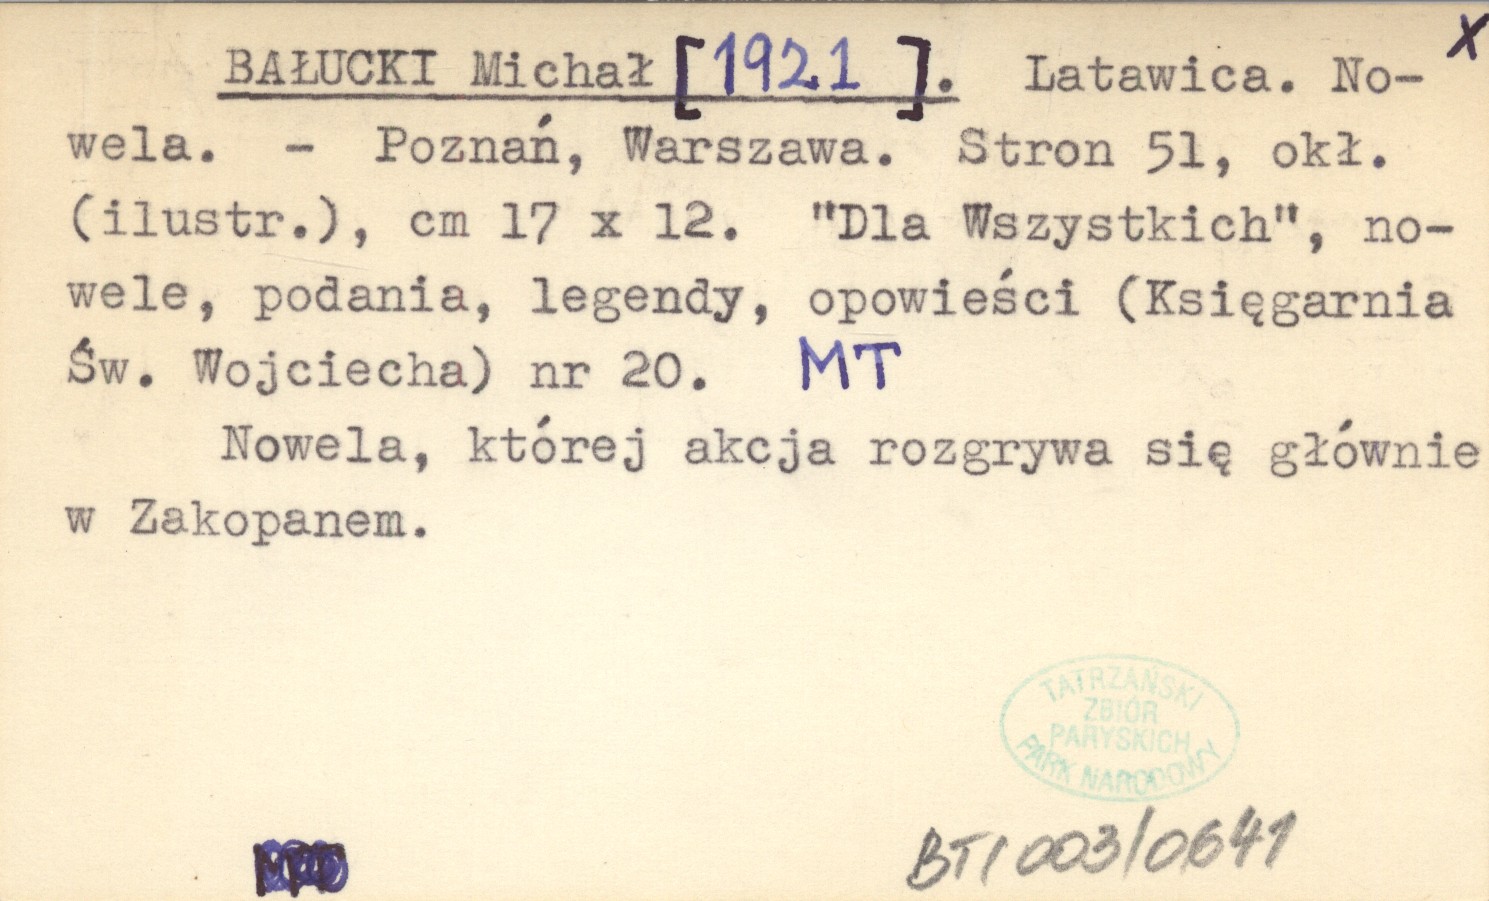 X
BAŁUCKI Michał [1921]. Latawica. No-
wela. - Poznań, Warszawa. Stron 51, okł.
(ilustr.), cm 17 x 12. "Dla Wszystkich", no-
wele, podania, legendy, opowieści (Księgarnia
Św. Wojciecha) nr 20. MT
Nowela, której akcja rozgrywa się głównie
w Zakopanem.
TATRZAŃSKI
ZBIÓR
PARYSKICH
PARK NARODOWY
BT/003/0641